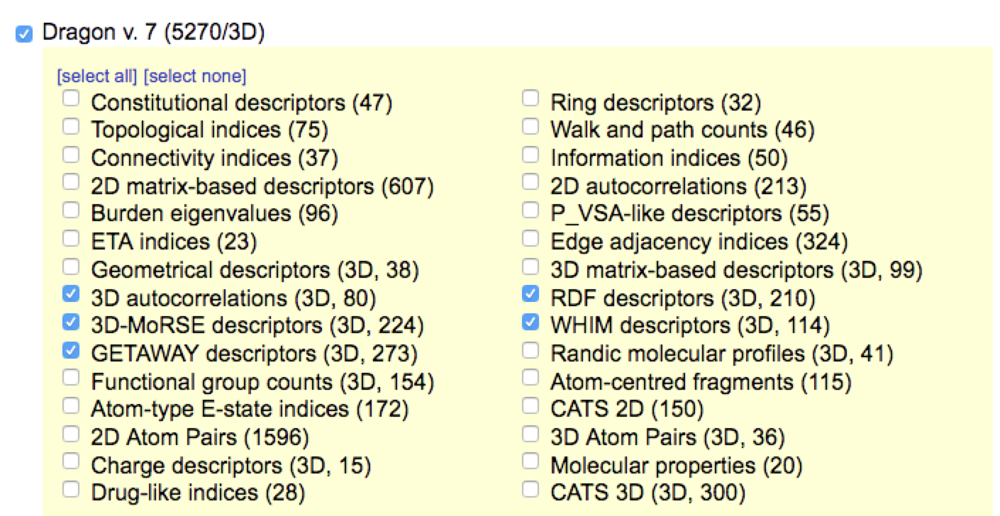 Dragon v. 7 (5270/3D)
[select all] [select none]
Constitutional descriptors (47) Ring descriptors (32)
Topological indices (75) Walk and path counts (46)
Connectivity indices (37) Information indices (50)
2D matrix-based descriptors (607) 2D autocorrelations (213)
Burden eigenvalues (96) P_VSA-like descriptors (55)
ETA indices (23) Edge adjacency indices (324)
Geometrical descriptors (3D, 38) 3D matrix-based descriptors (3D, 99)
3D autocorrelations (3D, 80) RDF descriptors (3D, 210)
3D-MoRSE descriptors (3D, 224) WHIM descriptors (3D, 114)
GETAWAY descriptors (3D, 273) Randic molecular profiles (3D, 41)
Functional group counts (3D, 154) Atom-centred fragments (115)
Atom-type E-state indices (172) CATS 2D (150)
2D Atom Pairs (1596) 3D Atom Pairs (3D, 36)
Charge descriptors (3D, 15) Molecular properties (20)
Drug-like indices (28) CATS 3D (3D, 300)